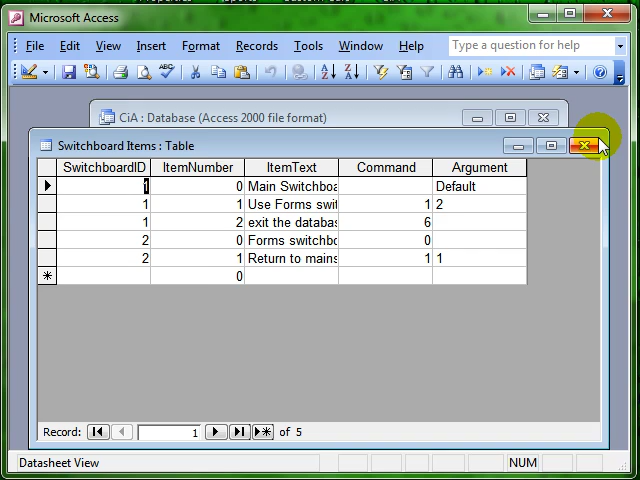 Microsoft Access
File Edit View Insert Format Records Tools Window Help Type a question for help
CiA : Database (Access 2000 file format)
Switchboard Items : Table
SwitchboardID ItemNumber ItemText Command Argument
1 0 Main Switchboa Default
1 1 Use Forms swit 1 2
1 2 exit the databas 6
2 0 Forms switchbo 0
2 1 Return to mains 1 1
0
Record: 1 of 5
Datasheet View NUM